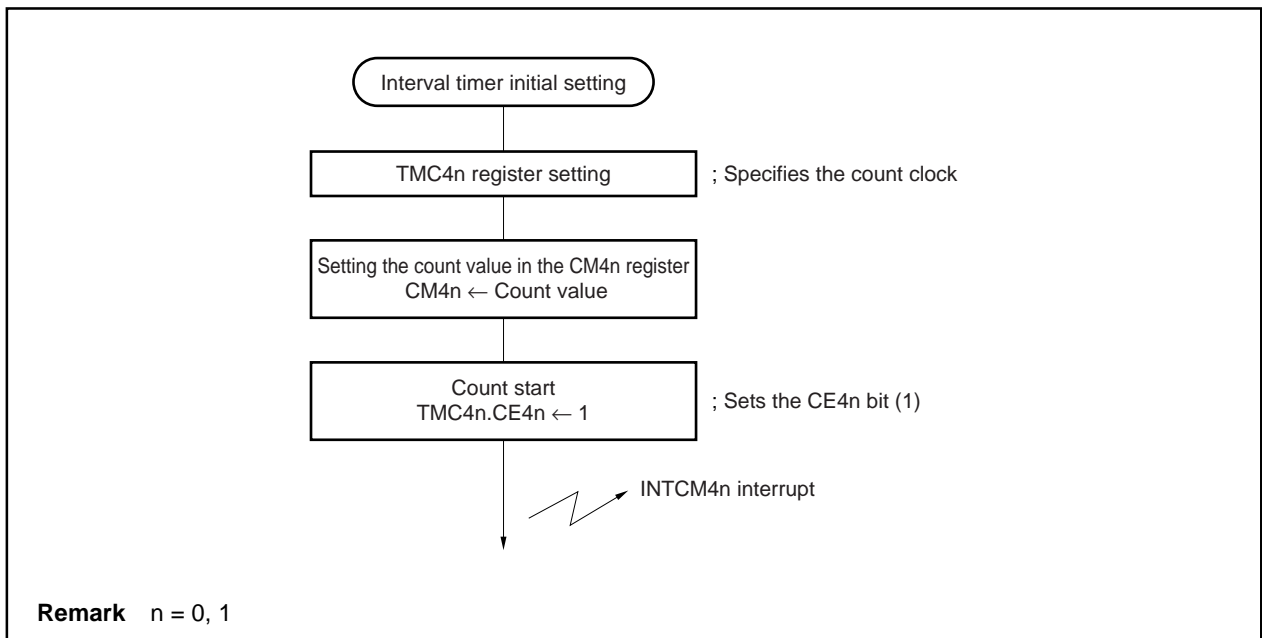 Interval timer initial setting
TMC4n register setting
; Specifies the count clock
Setting the count value in the CM4n register
CM4n ← Count value
Count start
TMC4n.CE4n ← 1
; Sets the CE4n bit (1)
INTCM4n interrupt
Remark n = 0, 1